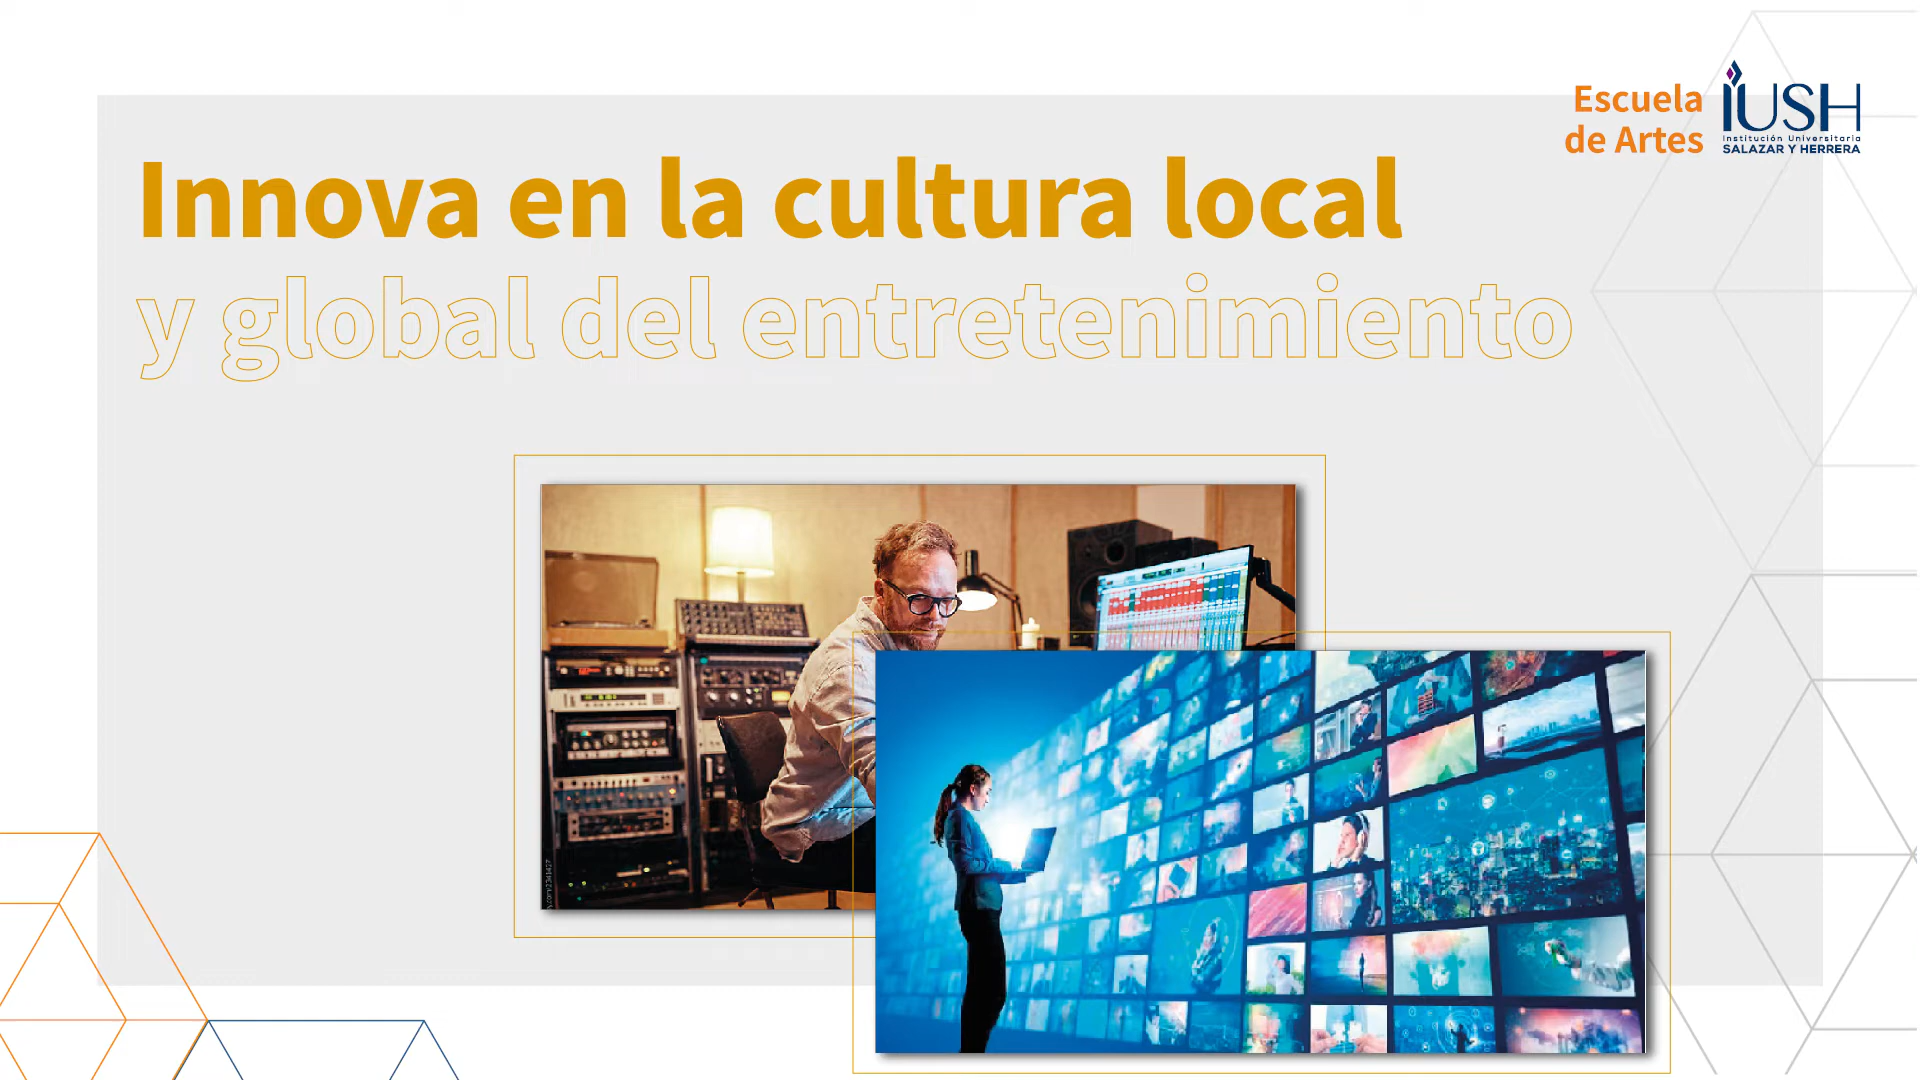 Escuela
de Artes
IUSH
Institución Universitaria
SALAZAR Y HERRERA
Innova en la cultura local
y global del entretenimiento